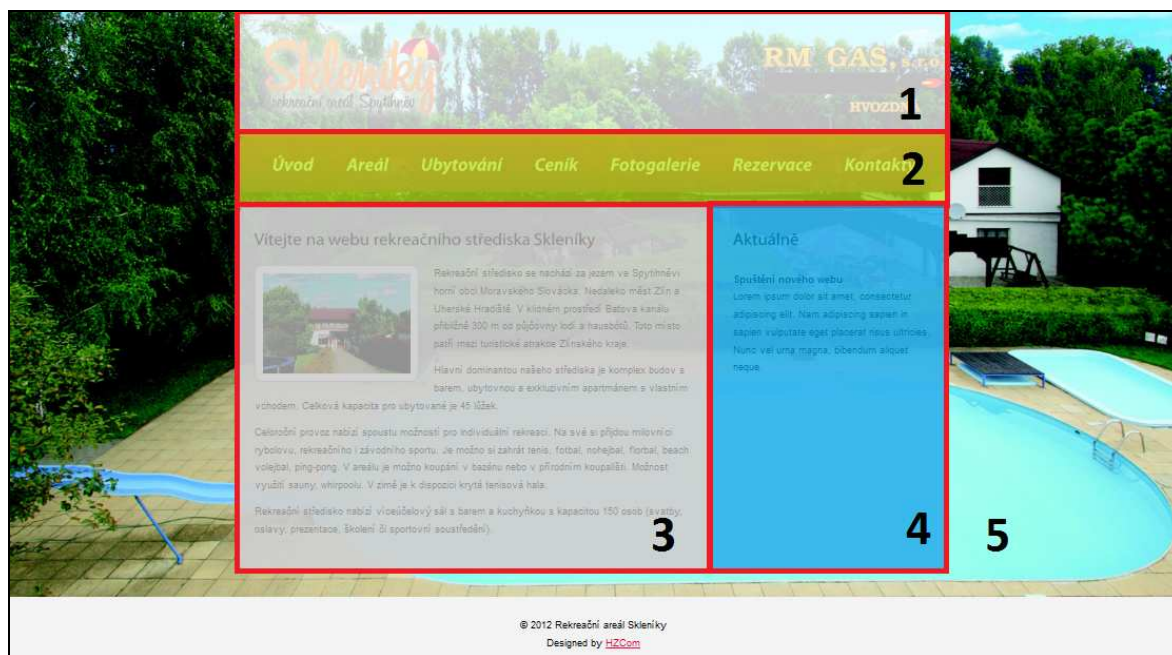 Skleníky
rekreační areál Spytihněv
RM GAS, s.r.o.
HVOZDNÁ
1
Úvod Areál Ubytování Ceník Fotogalerie Rezervace Kontakty
2
Vítejte na webu rekreačního střediska Skleníky
Rekreační středisko se nachází za jezem ve Spytihněvi
horní obci Moravského Slovácka. Nedaleko měst Zlín a
Uherské Hradiště. V klidném prostředí Baťova kanálu
přibližně 300 m od půjčovny lodí a hausbótů. Toto místo
patří mezi turistické atrakce Zlínského kraje.
Hlavní dominantou našeho střediska je komplex budov s
barem, ubytovnou a exkluzivním apartmánem s vlastním
vchodem. Celková kapacita pro ubytované je 45 lůžek.
Celoroční provoz nabízí spoustu možností pro individuální rekreaci. Na své si přijdou milovníci
rybolovu, rekreačního i závodního sportu. Je možno si zahrát tenis, fotbal, nohejbal, florbal, beach
volejbal, ping-pong. V areálu je možno koupání v bazénu nebo v přírodním koupališti. Možnost
využití sauny, whirpoolu. V zimě je k dispozici krytá tenisová hala.
Rekreační středisko nabízí víceúčelový sál s barem a kuchyňkou s kapacitou 150 osob (svatby,
oslavy, prezentace, školení či sportovní soustředění).
3
Aktuálně
Spuštění nového webu
Lorem ipsum dolor sit amet, consectetur
adipiscing elit. Nam adipiscing sapien in
sapien vulputate eget placerat risus ultricies.
Nunc vel urna magna, bibendum aliquet
neque.
4
5
© 2012 Rekreační areál Skleníky
Designed by HZCom